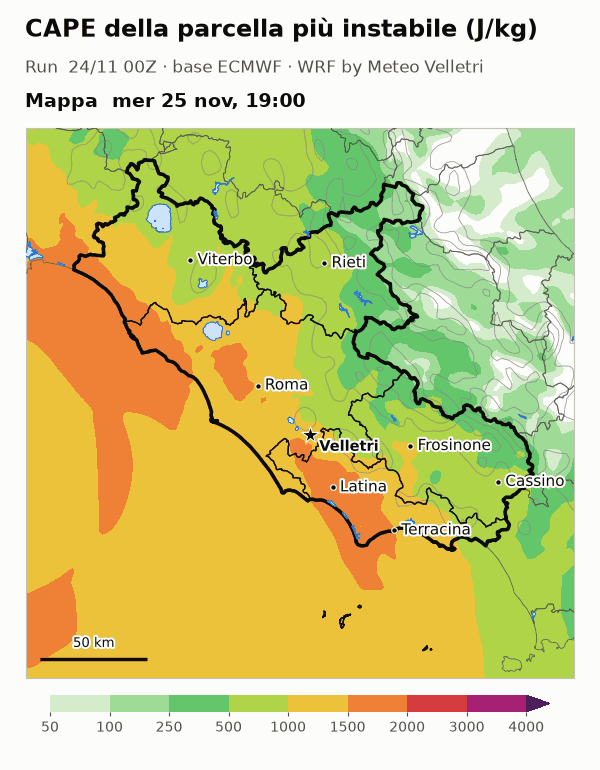 CAPE della parcella più instabile (J/kg)
Run  24/11 00Z · base ECMWF · WRF by Meteo Velletri
Mappa  mer 25 nov, 19:00
Viterbo
Rieti
Roma
Velletri
Frosinone
Cassino
Latina
Terracina
50 km
50 100 250 500 1000 1500 2000 3000 4000